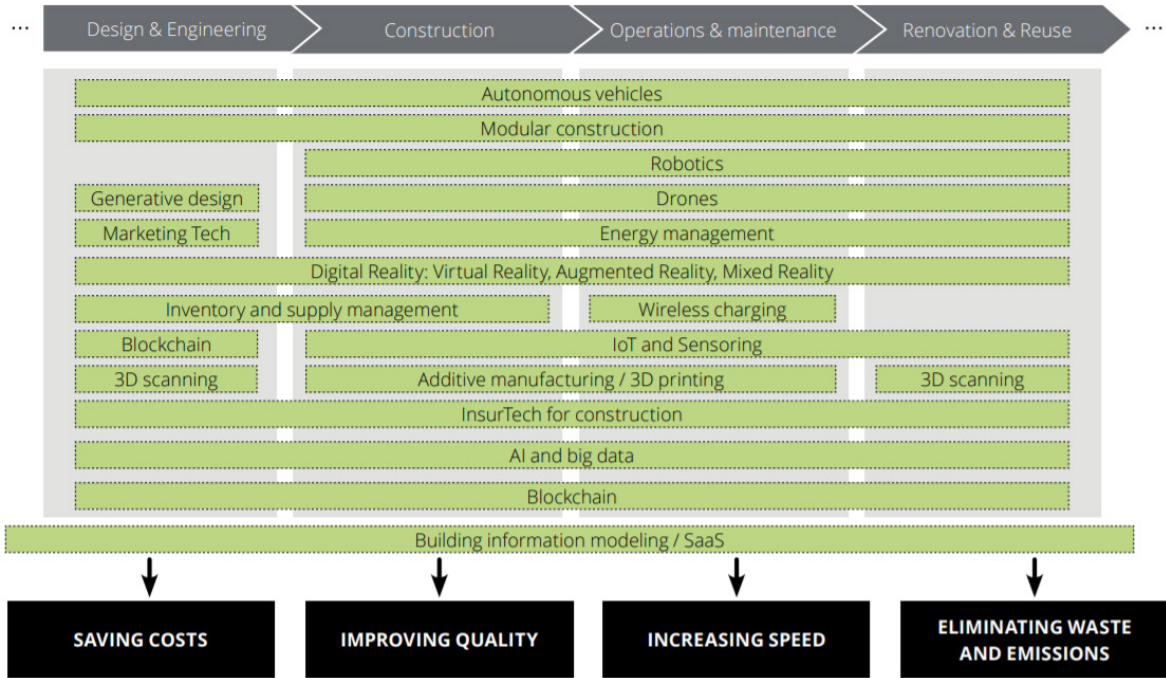 ... Design & Engineering Construction Operations & maintenance Renovation & Reuse ...
Autonomous vehicles
Modular construction
Robotics
Generative design Drones
Marketing Tech Energy management
Digital Reality: Virtual Reality, Augmented Reality, Mixed Reality
Inventory and supply management Wireless charging
Blockchain IoT and Sensoring
3D scanning Additive manufacturing / 3D printing 3D scanning
InsurTech for construction
AI and big data
Blockchain
Building information modeling / SaaS
SAVING COSTS IMPROVING QUALITY INCREASING SPEED ELIMINATING WASTE
AND EMISSIONS